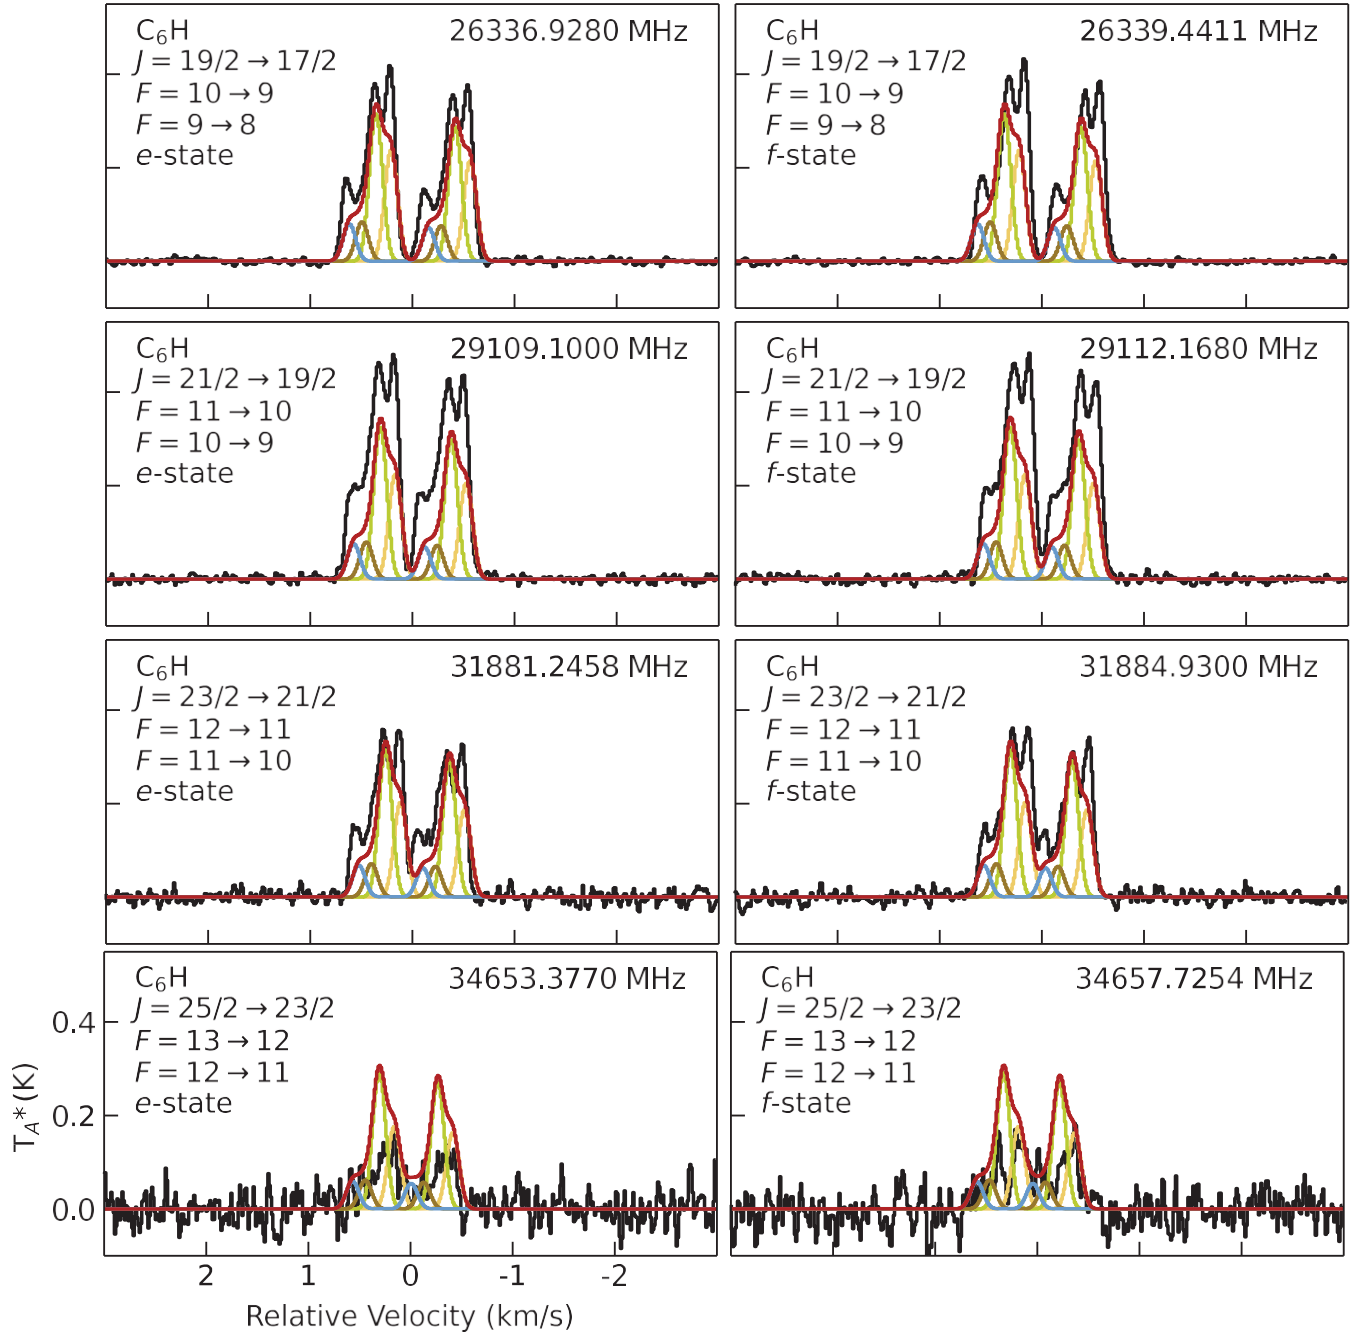 C₆H 26336.9280 MHz
J = 19/2 → 17/2
F = 10 → 9
F = 9 → 8
e-state
C₆H 26339.4411 MHz
J = 19/2 → 17/2
F = 10 → 9
F = 9 → 8
f-state
C₆H 29109.1000 MHz
J = 21/2 → 19/2
F = 11 → 10
F = 10 → 9
e-state
C₆H 29112.1680 MHz
J = 21/2 → 19/2
F = 11 → 10
F = 10 → 9
f-state
C₆H 31881.2458 MHz
J = 23/2 → 21/2
F = 12 → 11
F = 11 → 10
e-state
C₆H 31884.9300 MHz
J = 23/2 → 21/2
F = 12 → 11
F = 11 → 10
f-state
C₆H 34653.3770 MHz
J = 25/2 → 23/2
F = 13 → 12
F = 12 → 11
e-state
C₆H 34657.7254 MHz
J = 25/2 → 23/2
F = 13 → 12
F = 12 → 11
f-state
0.4
0.2
0.0
T_A* (K)
2 1 0 -1 -2
Relative Velocity (km/s)